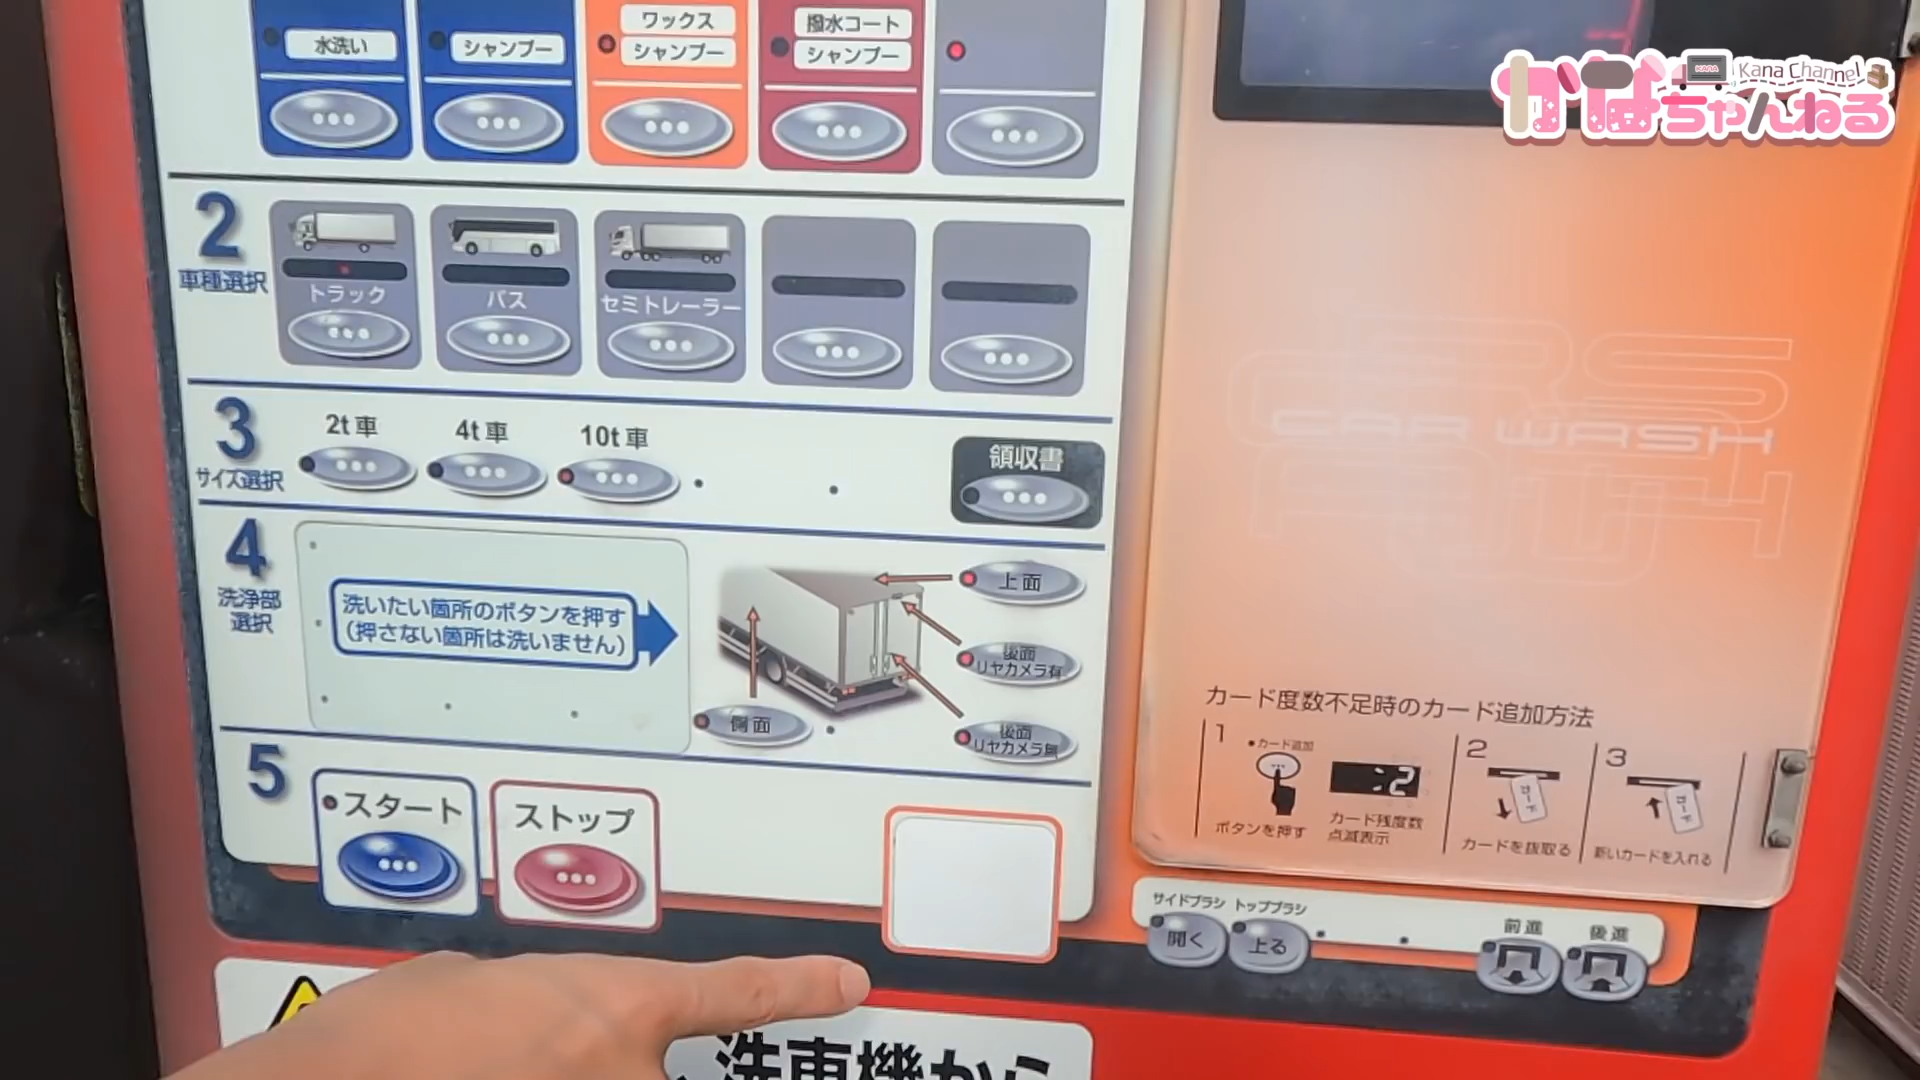 かなちゃんねる
Kana Channel
水洗い
シャンプー
ワックス
シャンプー
撥水コート
シャンプー
2
車種選択
トラック
バス
セミトレーラー
3
サイズ選択
2t車
4t車
10t車
領収書
4
洗浄部
選択
洗いたい箇所のボタンを押す
(押さない箇所は洗いません)
上面
後面
リヤカメラ有
側面
後面
リヤカメラ無
5
スタート
ストップ
CAR WASH
カード度数不足時のカード追加方法
1
カード追加
ボタンを押す
:2
カード残度数
点滅表示
2
カード
カードを抜取る
3
カード
新しいカードを入れる
サイドブラシ
開く
トップブラシ
上る
前進
後進
洗車機から